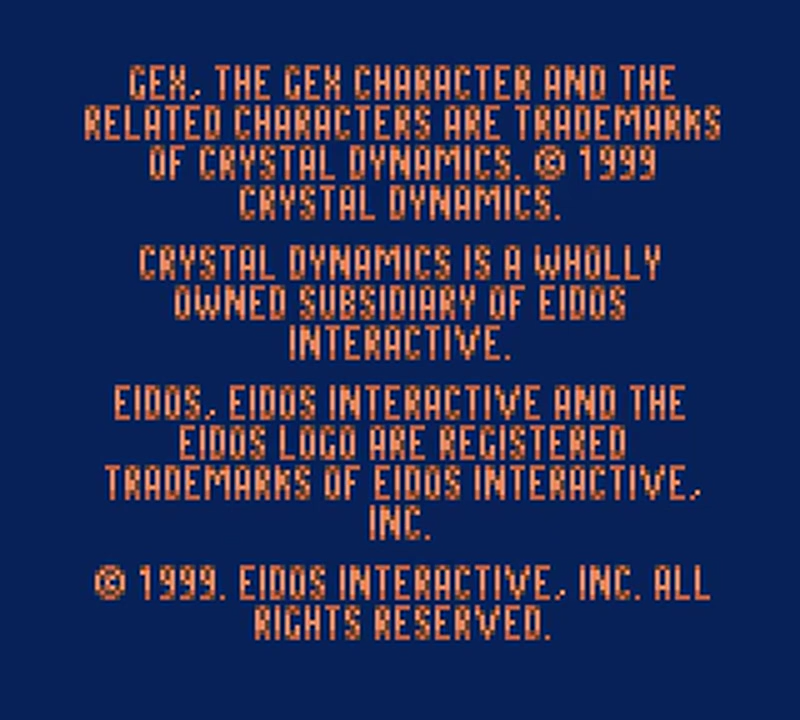 GEX, THE GEX CHARACTER AND THE
RELATED CHARACTERS ARE TRADEMARKS
OF CRYSTAL DYNAMICS. © 1999
CRYSTAL DYNAMICS.
CRYSTAL DYNAMICS IS A WHOLLY
OWNED SUBSIDIARY OF EIDOS
INTERACTIVE.
EIDOS, EIDOS INTERACTIVE AND THE
EIDOS LOGO ARE REGISTERED
TRADEMARKS OF EIDOS INTERACTIVE,
INC.
© 1999. EIDOS INTERACTIVE, INC. ALL
RIGHTS RESERVED.